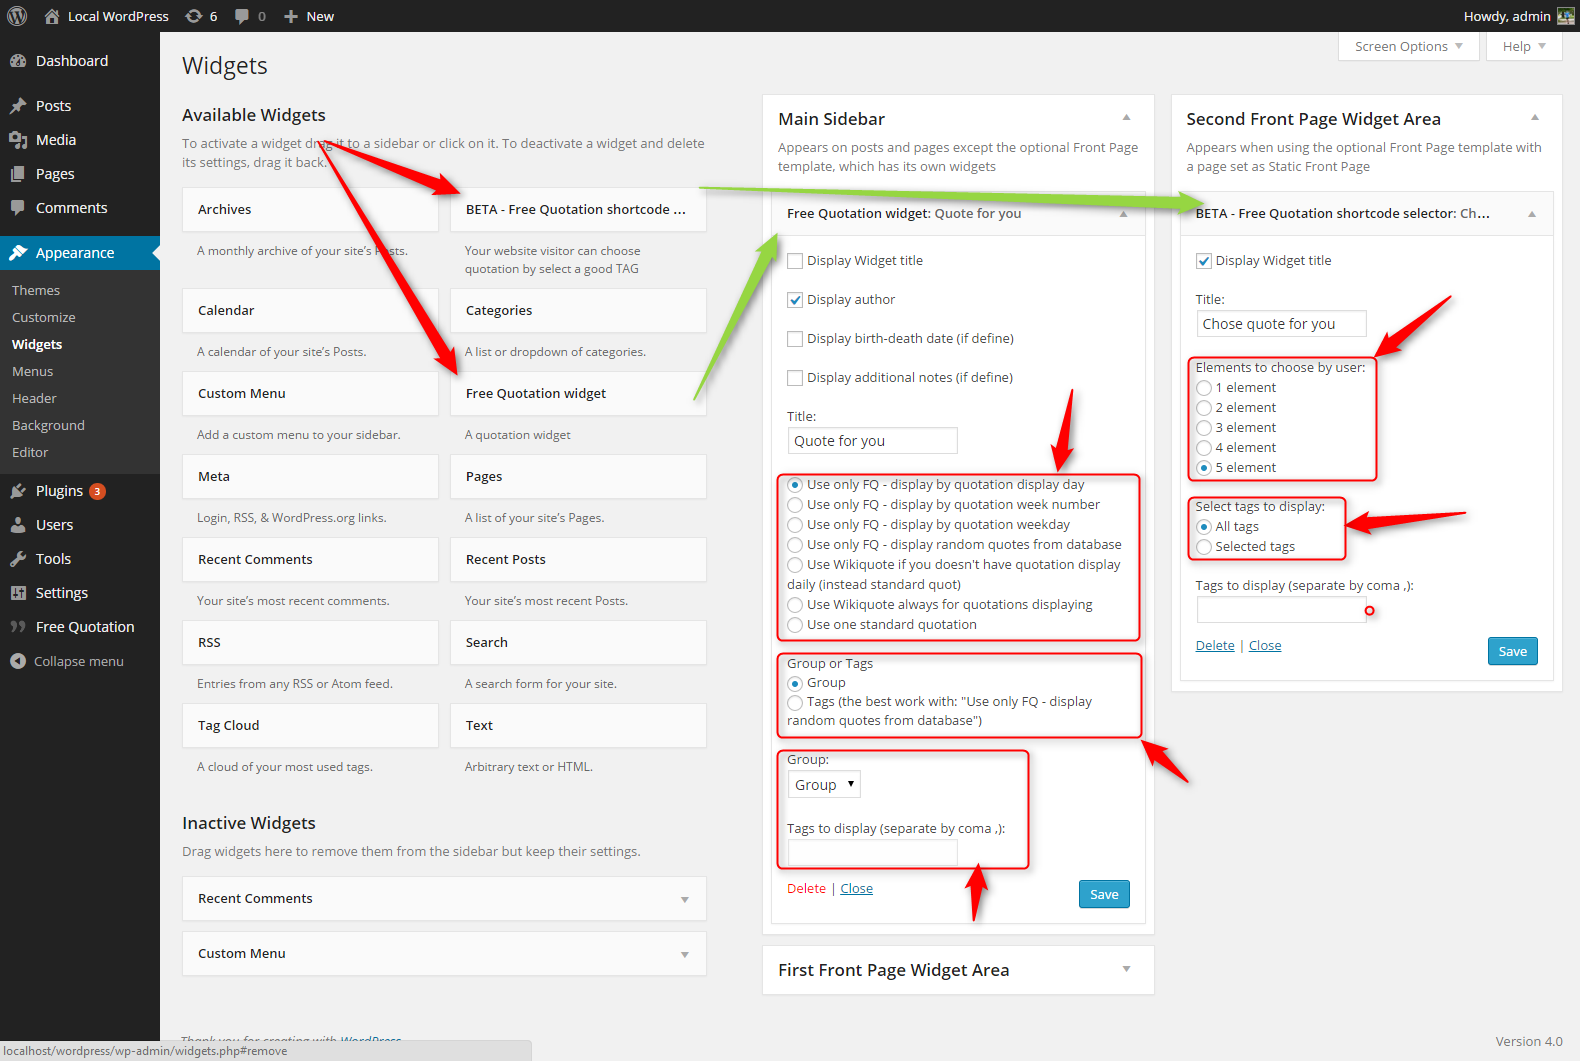 Local WordPress
6
0
New
Howdy, admin
Dashboard
Posts
Media
Pages
Comments
Appearance
Themes
Customize
Widgets
Menus
Header
Background
Editor
Plugins 3
Users
Tools
Settings
Free Quotation
Collapse menu
Screen Options
Help
Widgets
Available Widgets
To activate a widget drag it to a sidebar or click on it. To deactivate a widget and delete
its settings, drag it back.
Archives
A monthly archive of your site's Posts.
BETA - Free Quotation shortcode ...
Your website visitor can choose
quotation by select a good TAG
Calendar
A calendar of your site's Posts.
Categories
A list or dropdown of categories.
Custom Menu
Add a custom menu to your sidebar.
Free Quotation widget
A quotation widget
Meta
Login, RSS, & WordPress.org links.
Pages
A list of your site's Pages.
Recent Comments
Your site's most recent comments.
Recent Posts
Your site's most recent Posts.
RSS
Entries from any RSS or Atom feed.
Search
A search form for your site.
Tag Cloud
A cloud of your most used tags.
Text
Arbitrary text or HTML.
Inactive Widgets
Drag widgets here to remove them from the sidebar but keep their settings.
Recent Comments
Custom Menu
Main Sidebar
Appears on posts and pages except the optional Front Page
template, which has its own widgets
Free Quotation widget: Quote for you
Display Widget title
Display author
Display birth-death date (if define)
Display additional notes (if define)
Title:
Quote for you
Use only FQ - display by quotation display day
Use only FQ - display by quotation week number
Use only FQ - display by quotation weekday
Use only FQ - display random quotes from database
Use Wikiquote if you doesn't have quotation display
daily (instead standard quot)
Use Wikiquote always for quotations displaying
Use one standard quotation
Group or Tags
Group
Tags (the best work with: "Use only FQ - display
random quotes from database")
Group:
Group
Tags to display (separate by coma ,):
Delete | Close
Save
First Front Page Widget Area
Second Front Page Widget Area
Appears when using the optional Front Page template with
a page set as Static Front Page
BETA - Free Quotation shortcode selector: Ch...
Display Widget title
Title:
Chose quote for you
Elements to choose by user:
1 element
2 element
3 element
4 element
5 element
Select tags to display:
All tags
Selected tags
Tags to display (separate by coma ,):
Delete | Close
Save
Thank you for creating with WordPress.
Version 4.0
localhost/wordpress/wp-admin/widgets.php#remove